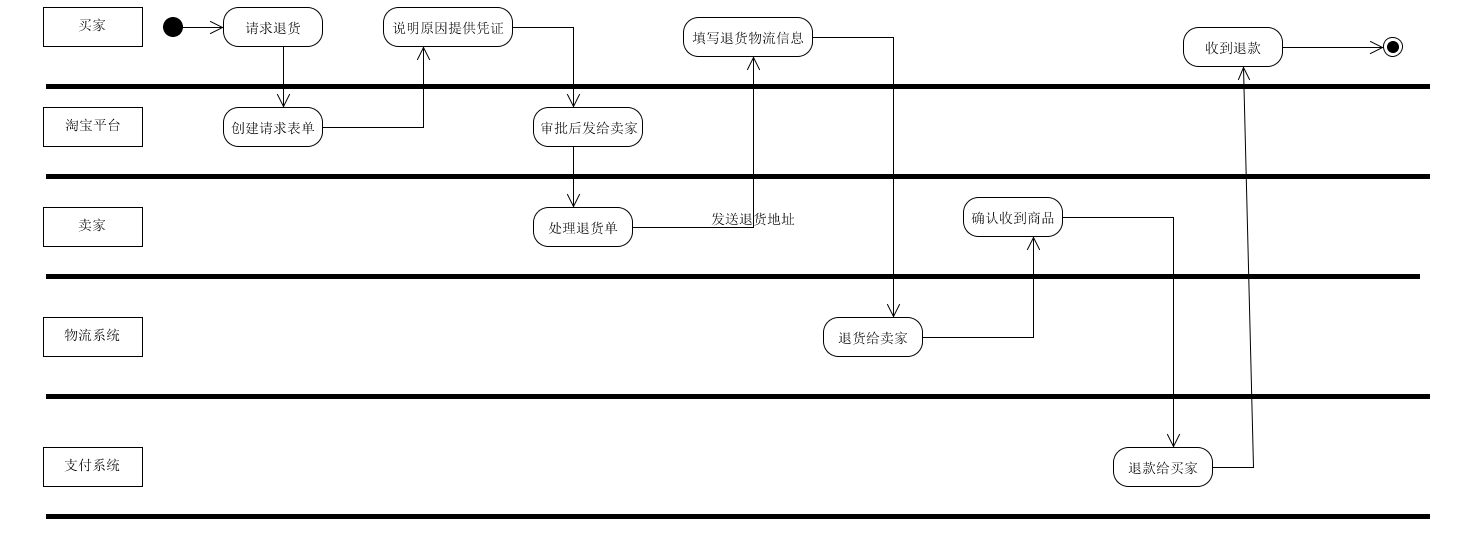 买家
请求退货
说明原因提供凭证
填写退货物流信息
收到退款
淘宝平台
创建请求表单
审批后发给卖家
卖家
处理退货单
发送退货地址
确认收到商品
物流系统
退货给卖家
支付系统
退款给买家